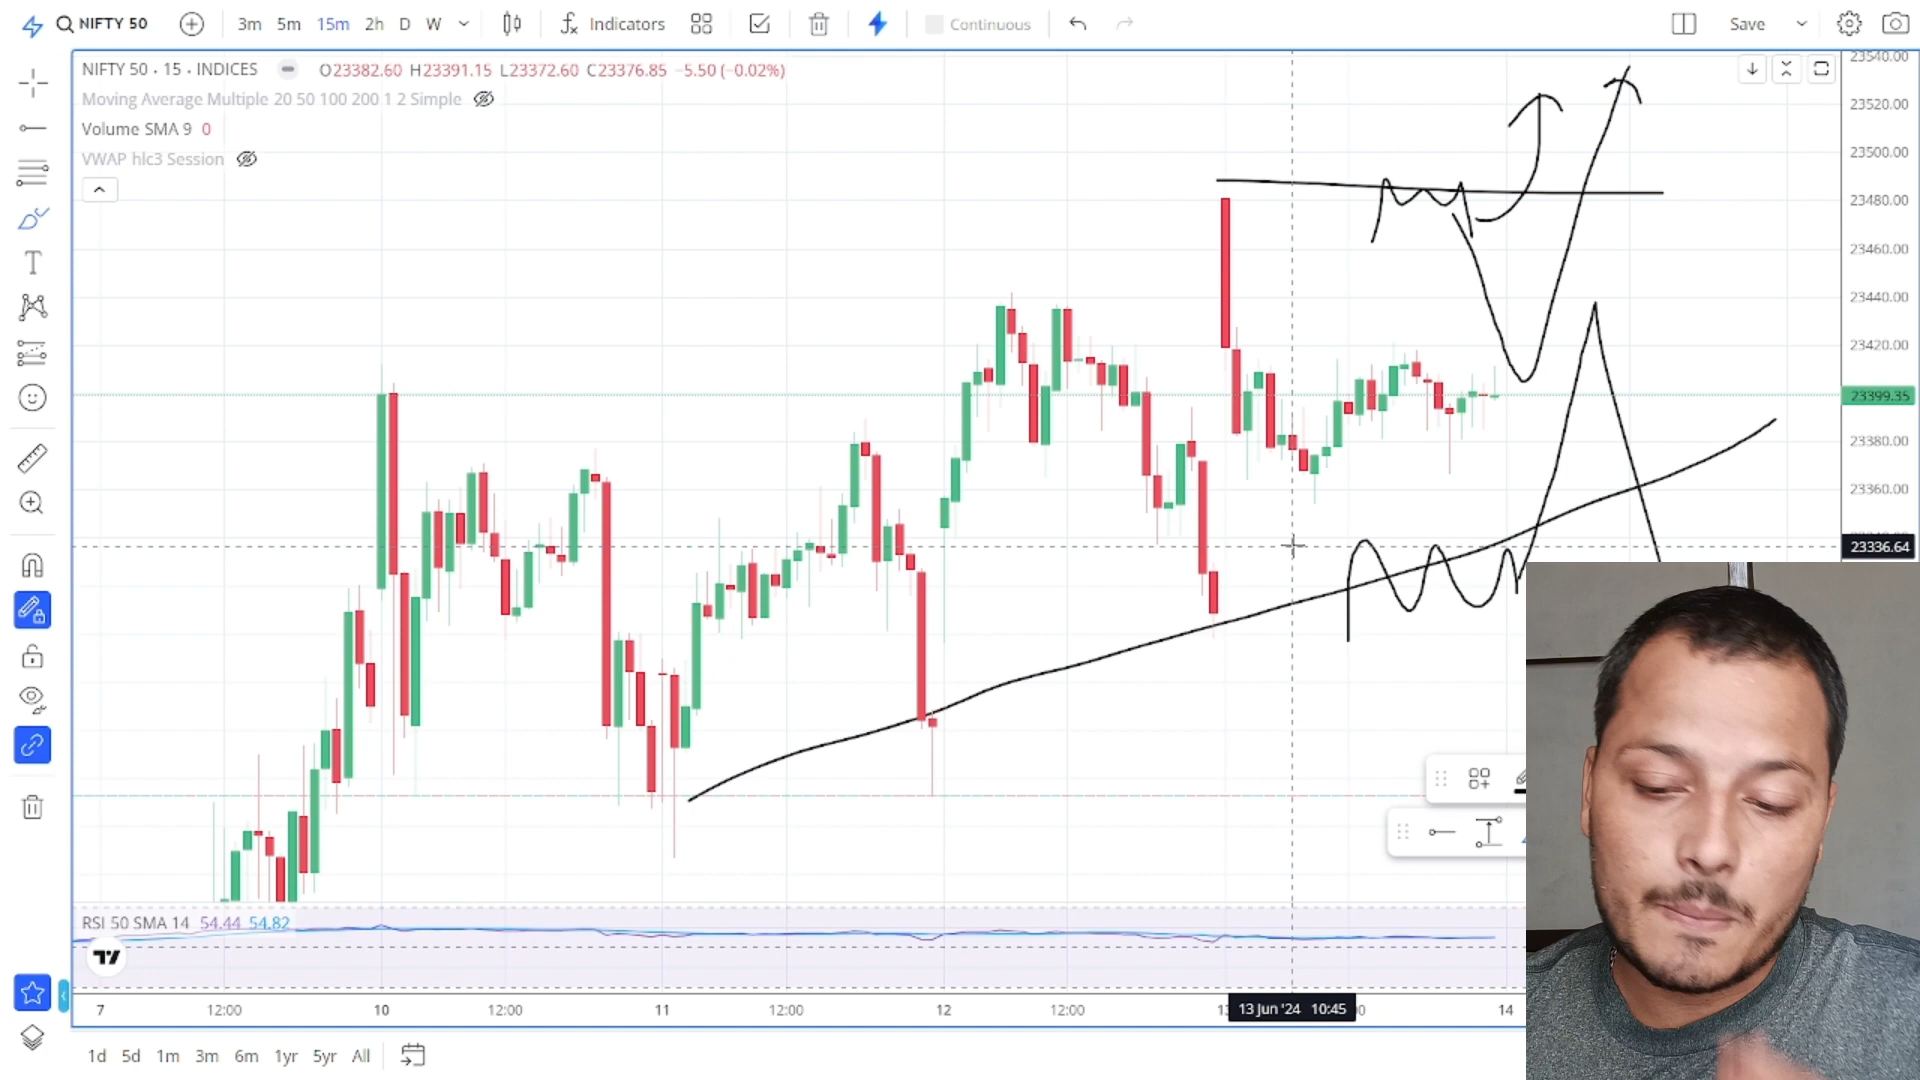 NIFTY 50 3m 5m 15m 2h D W Indicators Continuous Save
NIFTY 50 · 15 · INDICES O23382.60 H23391.15 L23372.60 C23376.85 −5.50 (−0.02%)
Moving Average Multiple 20 50 100 200 1 2 Simple
Volume SMA 9 0
VWAP hlc3 Session
23540.00
23520.00
23500.00
23480.00
23460.00
23440.00
23420.00
23399.35
23380.00
23360.00
23336.64
RSI 50 SMA 14 54.44 54.82
7 12:00 10 12:00 11 12:00 12 12:00 13 Jun '24 10:45 14
1d 5d 1m 3m 6m 1yr 5yr All